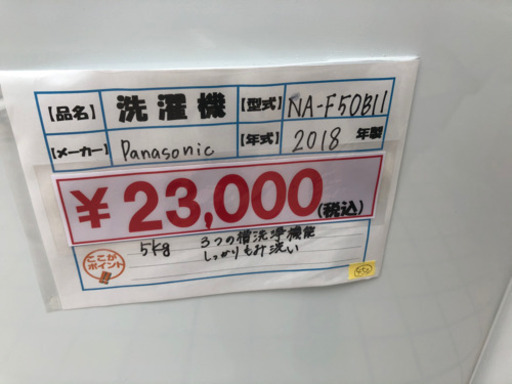 【品名】 洗濯機 【型式】 NA-F50B11
【メーカー】 Panasonic 【年式】 2018 年製
¥23,000(税込)
ここがポイント 5kg 3つの槽洗浄機能
しっかりもみ洗い